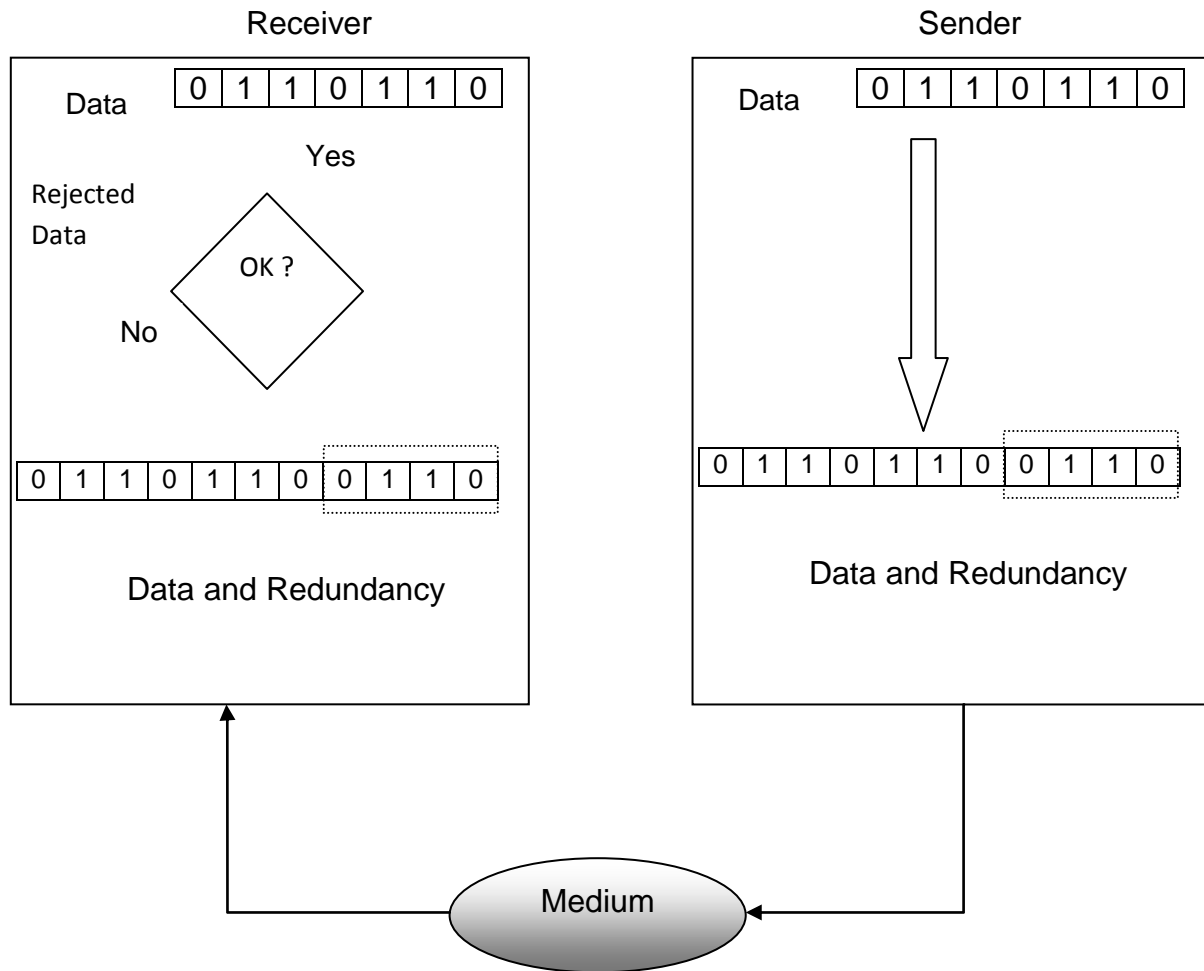 Receiver
Data 0 1 1 0 1 1 0
Yes
Rejected
Data
OK ?
No
0 1 1 0 1 1 0 0 1 1 0
Data and Redundancy
Sender
Data 0 1 1 0 1 1 0
0 1 1 0 1 1 0 0 1 1 0
Data and Redundancy
Medium